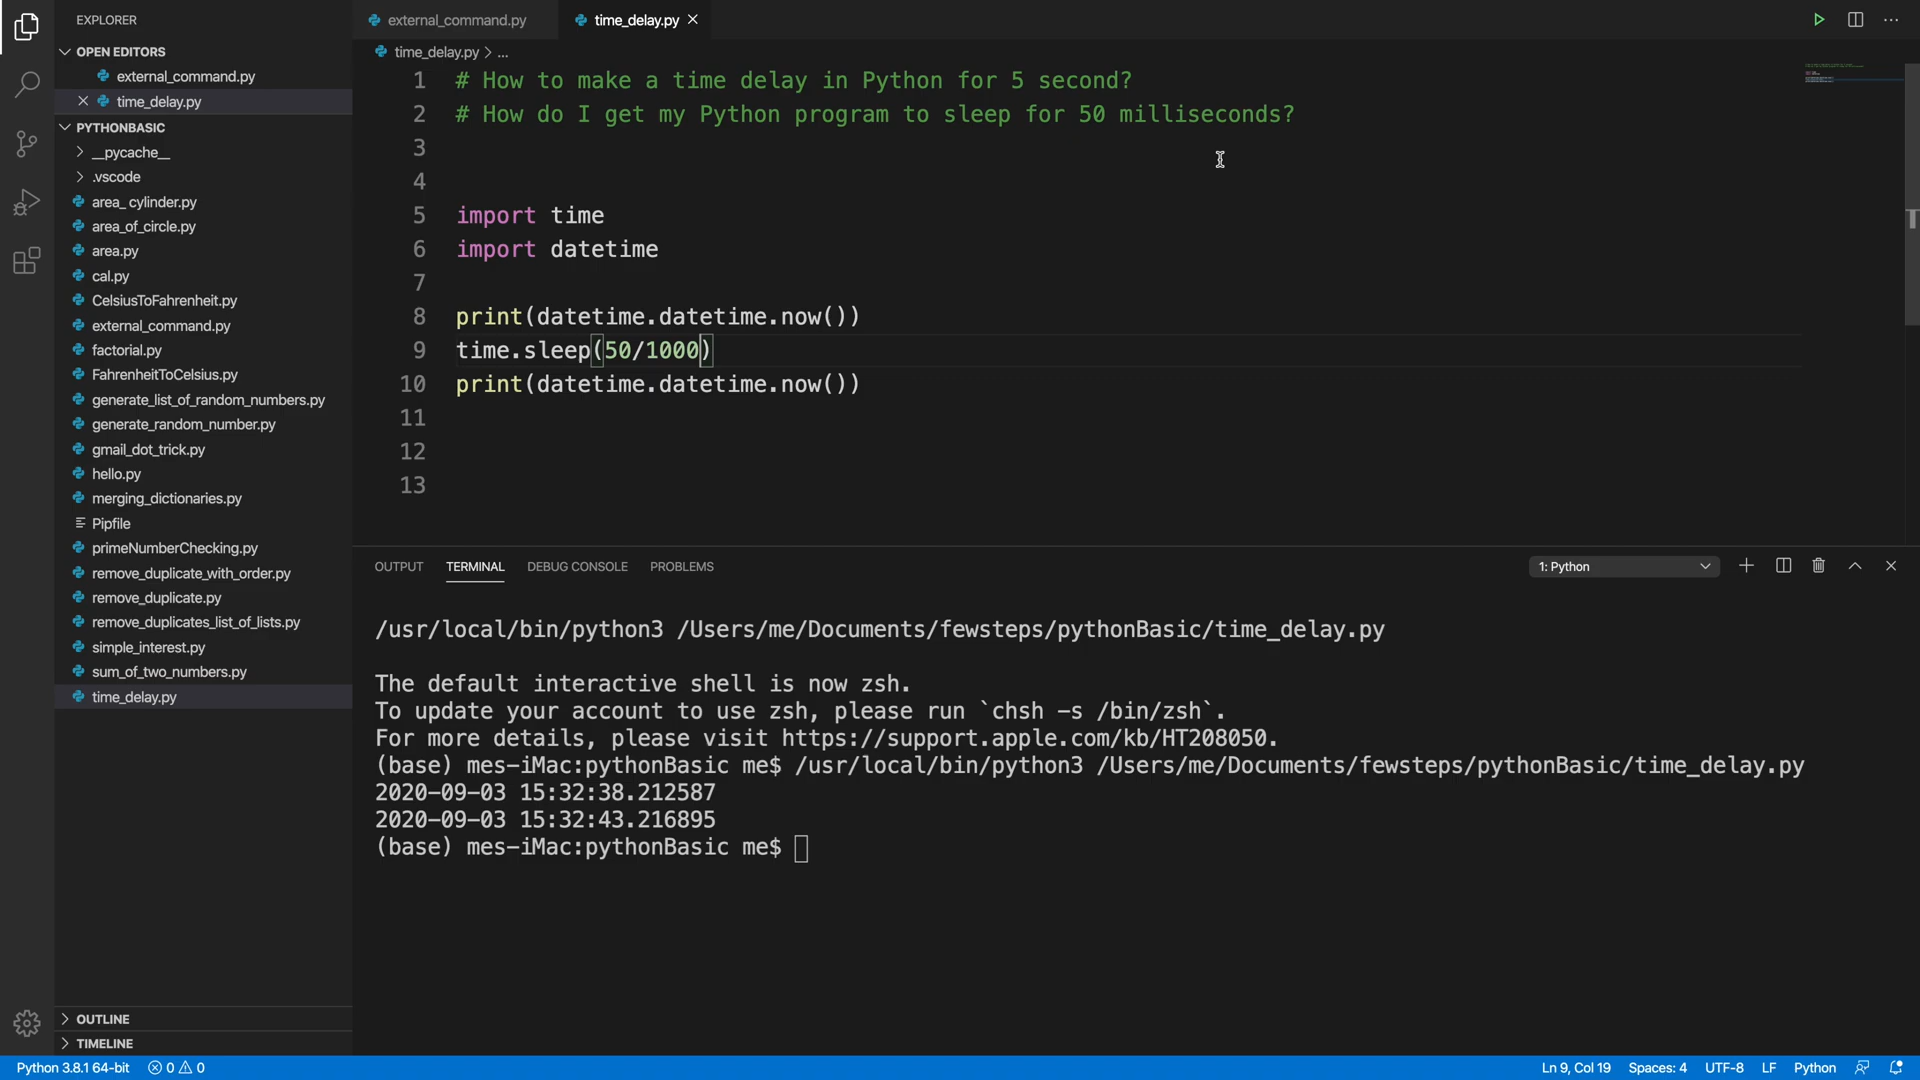 EXPLORER
OPEN EDITORS
external_command.py
time_delay.py
PYTHONBASIC
__pycache__
.vscode
area_ cylinder.py
area_of_circle.py
area.py
cal.py
CelsiusToFahrenheit.py
external_command.py
factorial.py
FahrenheitToCelsius.py
generate_list_of_random_numbers.py
generate_random_number.py
gmail_dot_trick.py
hello.py
merging_dictionaries.py
Pipfile
primeNumberChecking.py
remove_duplicate_with_order.py
remove_duplicate.py
remove_duplicates_list_of_lists.py
simple_interest.py
sum_of_two_numbers.py
time_delay.py
OUTLINE
TIMELINE
external_command.py time_delay.py
time_delay.py > ...
1 # How to make a time delay in Python for 5 second?
2 # How do I get my Python program to sleep for 50 milliseconds?
3
4
5 import time
6 import datetime
7
8 print(datetime.datetime.now())
9 time.sleep(50/1000)
10 print(datetime.datetime.now())
11
12
13
OUTPUT TERMINAL DEBUG CONSOLE PROBLEMS 1: Python
/usr/local/bin/python3 /Users/me/Documents/fewsteps/pythonBasic/time_delay.py
The default interactive shell is now zsh.
To update your account to use zsh, please run `chsh -s /bin/zsh`.
For more details, please visit https://support.apple.com/kb/HT208050.
(base) mes-iMac:pythonBasic me$ /usr/local/bin/python3 /Users/me/Documents/fewsteps/pythonBasic/time_delay.py
2020-09-03 15:32:38.212587
2020-09-03 15:32:43.216895
(base) mes-iMac:pythonBasic me$
Python 3.8.1 64-bit 0 0 Ln 9, Col 19 Spaces: 4 UTF-8 LF Python